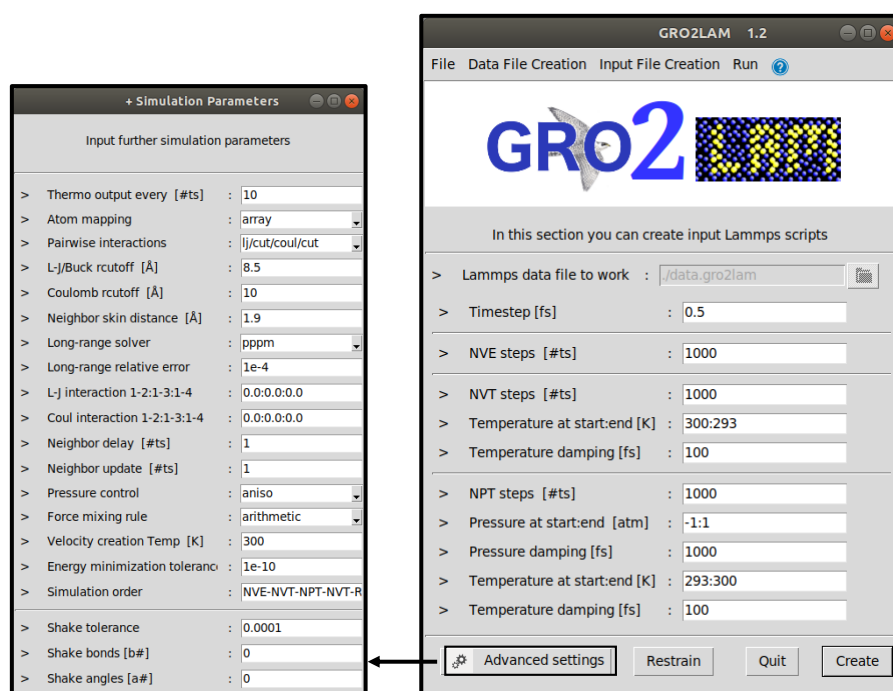 + Simulation Parameters
Input further simulation parameters
> Thermo output every [#ts] : 10
> Atom mapping : array
> Pairwise interactions : lj/cut/coul/cut
> L-J/Buck rcutoff [Å] : 8.5
> Coulomb rcutoff [Å] : 10
> Neighbor skin distance [Å] : 1.9
> Long-range solver : pppm
> Long-range relative error : 1e-4
> L-J interaction 1-2:1-3:1-4 : 0.0:0.0:0.0
> Coul interaction 1-2:1-3:1-4 : 0.0:0.0:0.0
> Neighbor delay [#ts] : 1
> Neighbor update [#ts] : 1
> Pressure control : aniso
> Force mixing rule : arithmetic
> Velocity creation Temp [K] : 300
> Energy minimization toleranc : 1e-10
> Simulation order : NVE-NVT-NPT-NVT-R
> Shake tolerance : 0.0001
> Shake bonds [b#] : 0
> Shake angles [a#] : 0
GRO2LAM 1.2
File Data File Creation Input File Creation Run ?
GRO2LAM
In this section you can create input Lammps scripts
> Lammps data file to work : ./data.gro2lam
> Timestep [fs] : 0.5
> NVE steps [#ts] : 1000
> NVT steps [#ts] : 1000
> Temperature at start:end [K] : 300:293
> Temperature damping [fs] : 100
> NPT steps [#ts] : 1000
> Pressure at start:end [atm] : -1:1
> Pressure damping [fs] : 1000
> Temperature at start:end [K] : 293:300
> Temperature damping [fs] : 100
Advanced settings Restrain Quit Create